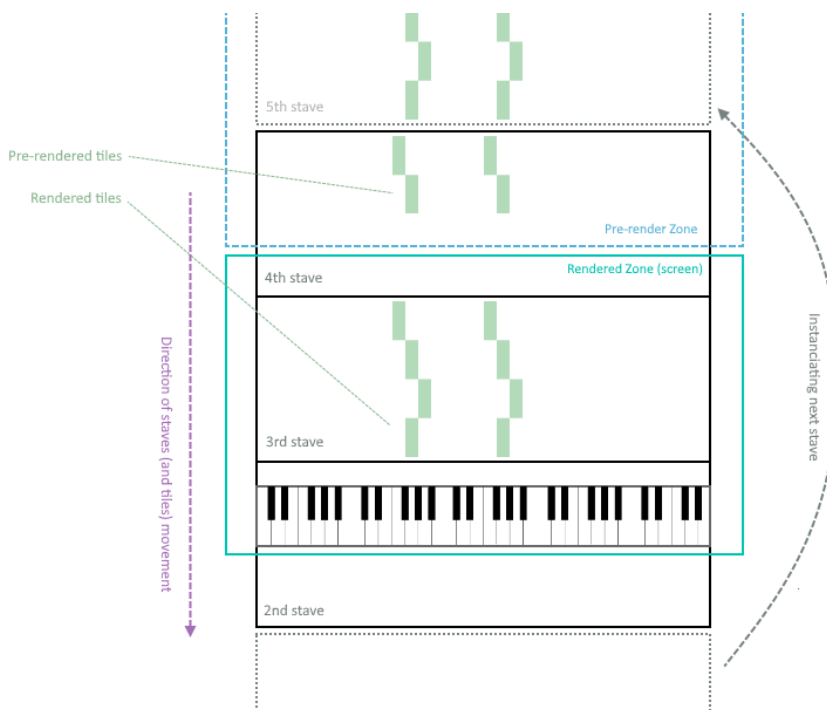 5th stave
Pre-rendered tiles
Rendered tiles
Pre-render Zone
Rendered Zone (screen)
4th stave
Direction of staves (and tiles) movement
Instanciating next stave
3rd stave
2nd stave